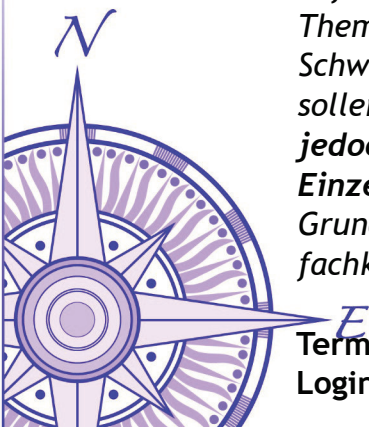 N
Them
Schw
solle
jedoc
Einze
Grund
fachk
E
Term
Login